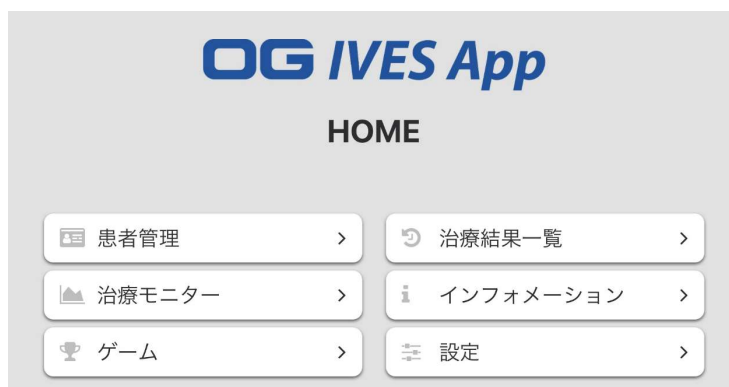 OG IVES App
HOME
患者管理
治療結果一覧
治療モニター
インフォメーション
ゲーム
設定